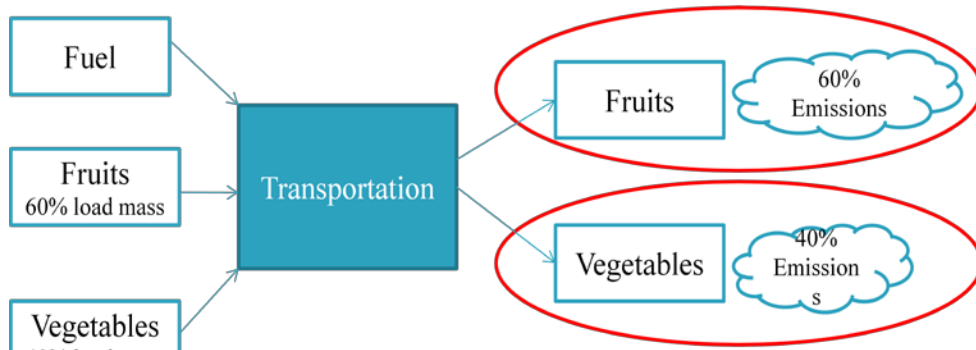 Fuel
Fruits
60% load mass
Vegetables
Transportation
Fruits
60%
Emissions
Vegetables
40%
Emission
s